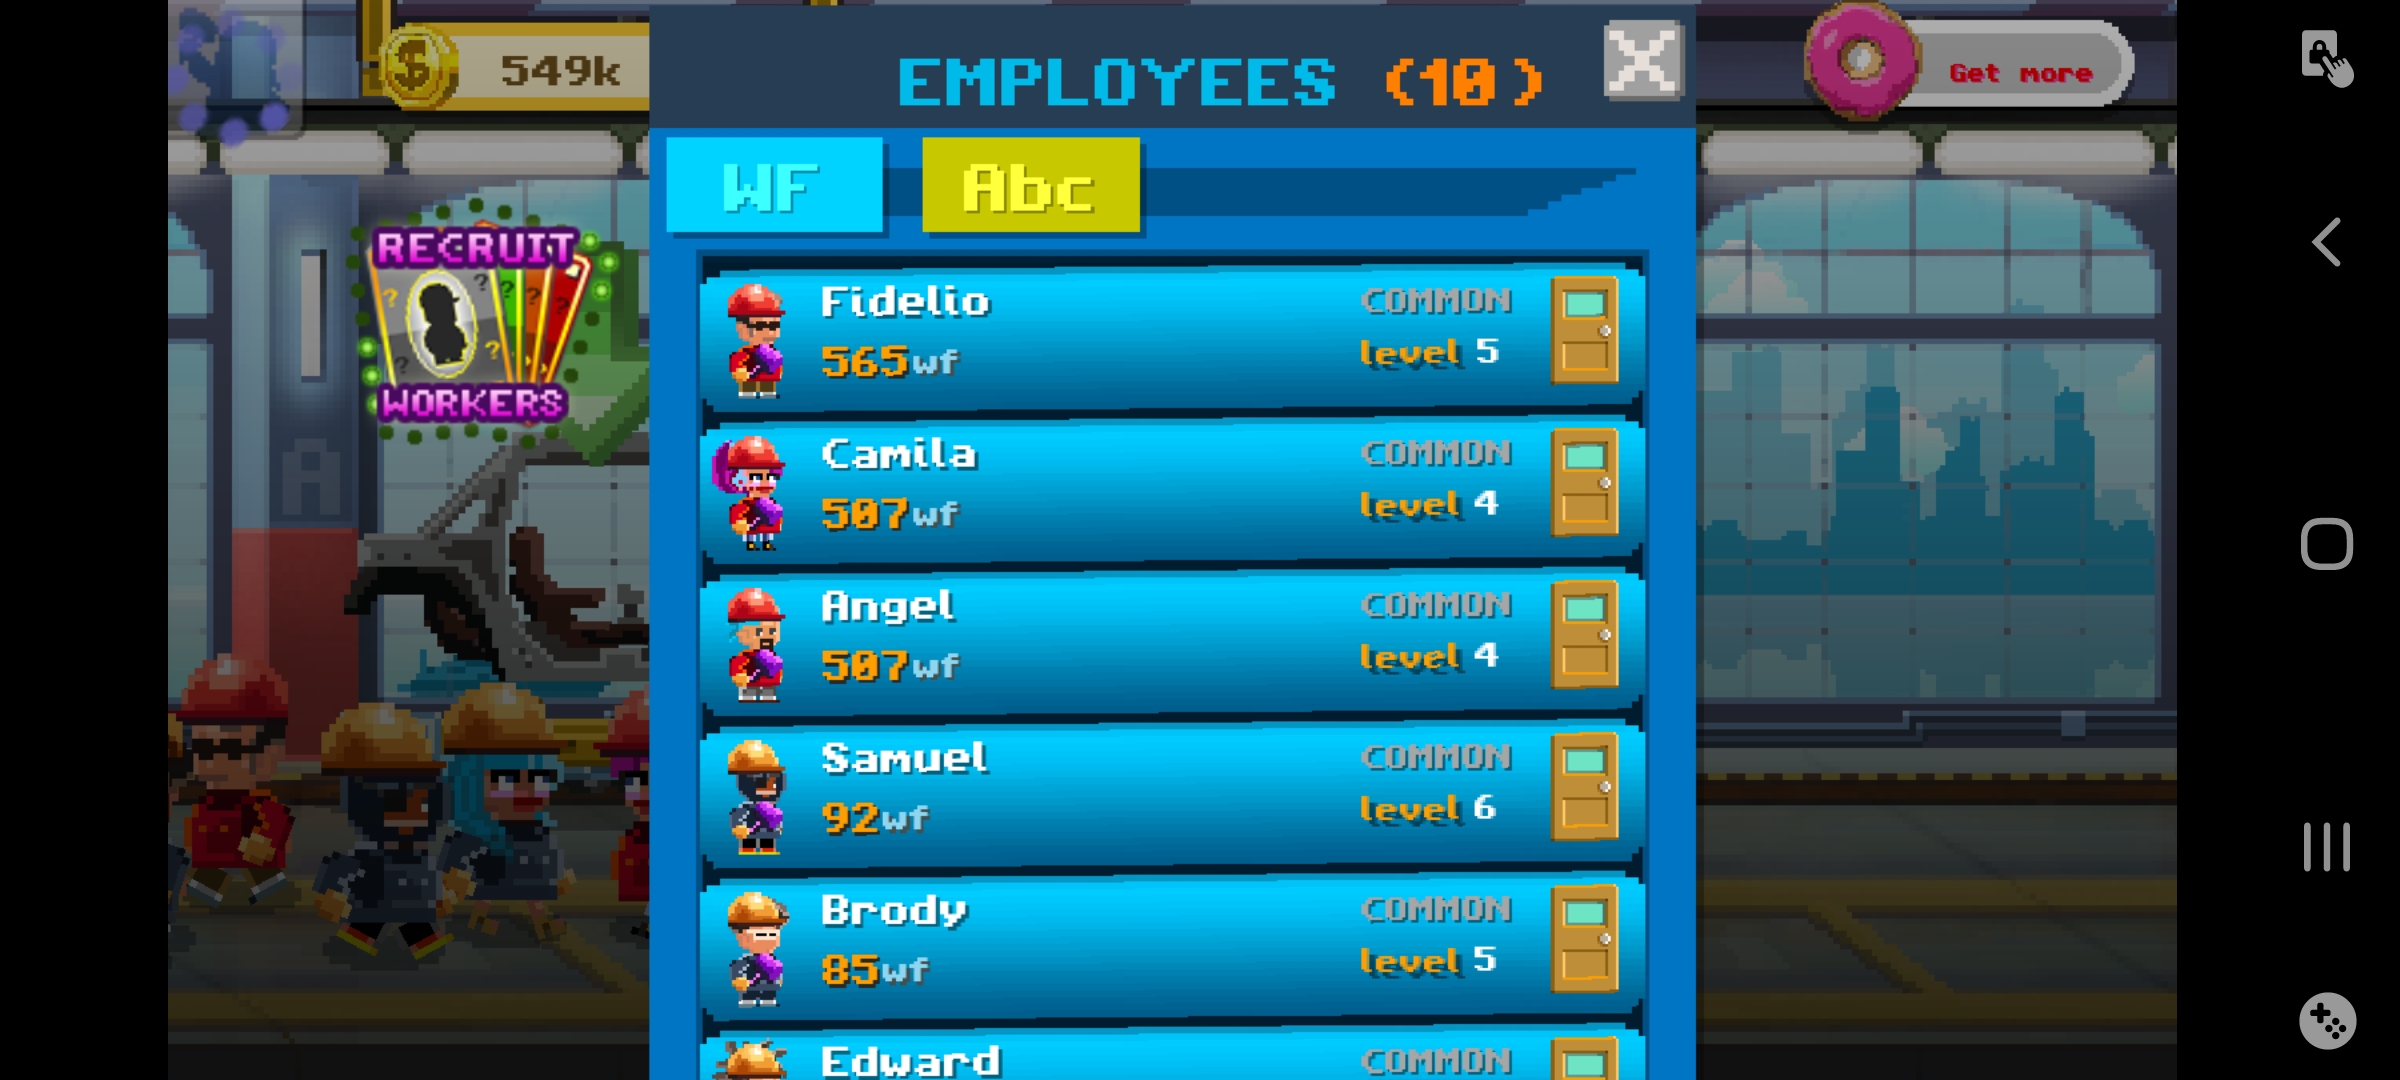 549k
EMPLOYEES (10)
Get more
WF
Abc
RECRUIT
WORKERS
Fidelio
COMMON
565wf
level 5
Camila
COMMON
507wf
level 4
Angel
COMMON
507wf
level 4
Samuel
COMMON
92wf
level 6
Brody
COMMON
85wf
level 5
Edward
COMMON
A